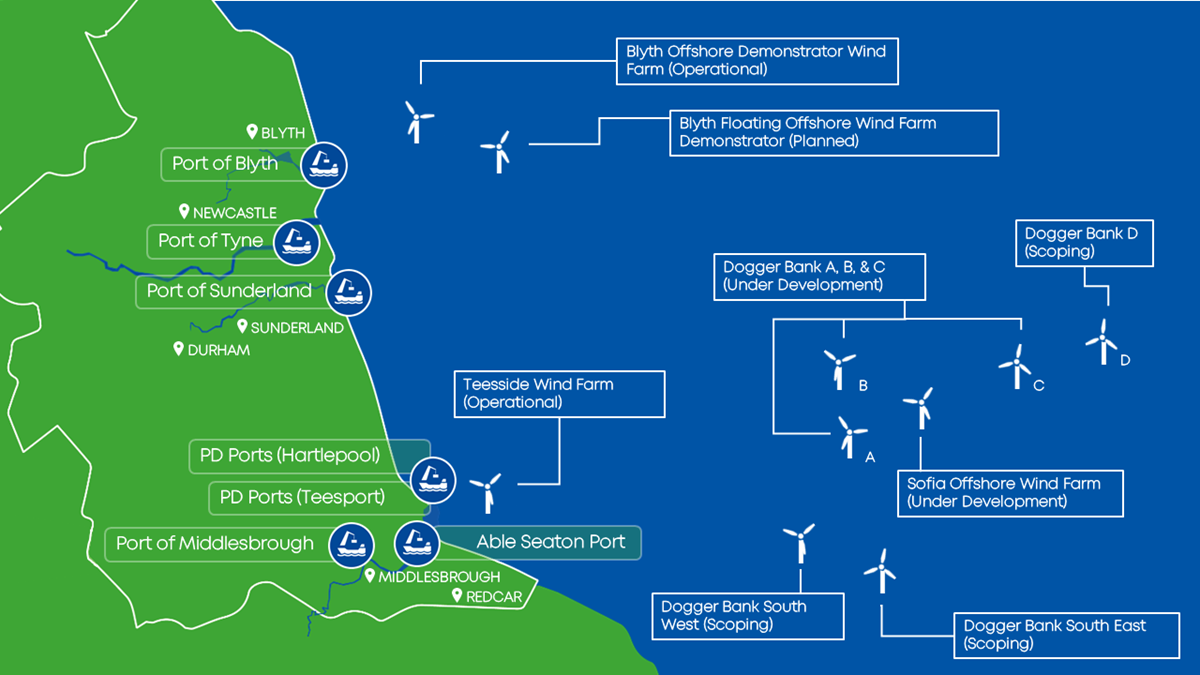 Blyth Offshore Demonstrator Wind
Farm (Operational)
Blyth Floating Offshore Wind Farm
Demonstrator (Planned)
BLYTH
Port of Blyth
NEWCASTLE
Port of Tyne
Port of Sunderland
SUNDERLAND
DURHAM
Dogger Bank D
(Scoping)
Dogger Bank A, B, & C
(Under Development)
D
B
C
A
Teesside Wind Farm
(Operational)
PD Ports (Hartlepool)
PD Ports (Teesport)
Sofia Offshore Wind Farm
(Under Development)
Port of Middlesbrough
Able Seaton Port
MIDDLESBROUGH
REDCAR
Dogger Bank South
West (Scoping)
Dogger Bank South East
(Scoping)